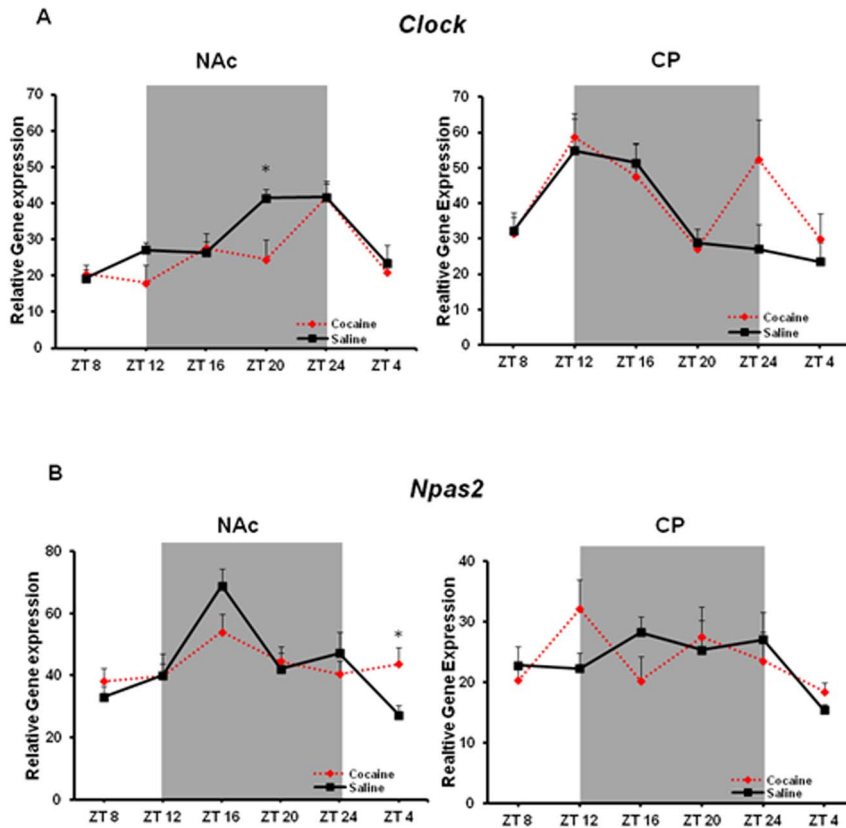 A
Clock
NAc
CP
Relative Gene expression
70
60
50
40
30
20
10
0
*
Cocaine
Saline
ZT 8 ZT 12 ZT 16 ZT 20 ZT 24 ZT 4
Realtive Gene Expression
70
60
50
40
30
20
10
0
Cocaine
Saline
ZT 8 ZT 12 ZT 16 ZT 20 ZT 24 ZT 4
B
Npas2
NAc
CP
Relative Gene expression
80
60
40
20
0
*
Cocaine
Saline
ZT 8 ZT 12 ZT 16 ZT 20 ZT 24 ZT 4
Realtive Gene Expression
40
30
20
10
0
Cocaine
Saline
ZT 8 ZT 12 ZT 16 ZT 20 ZT 24 ZT 4